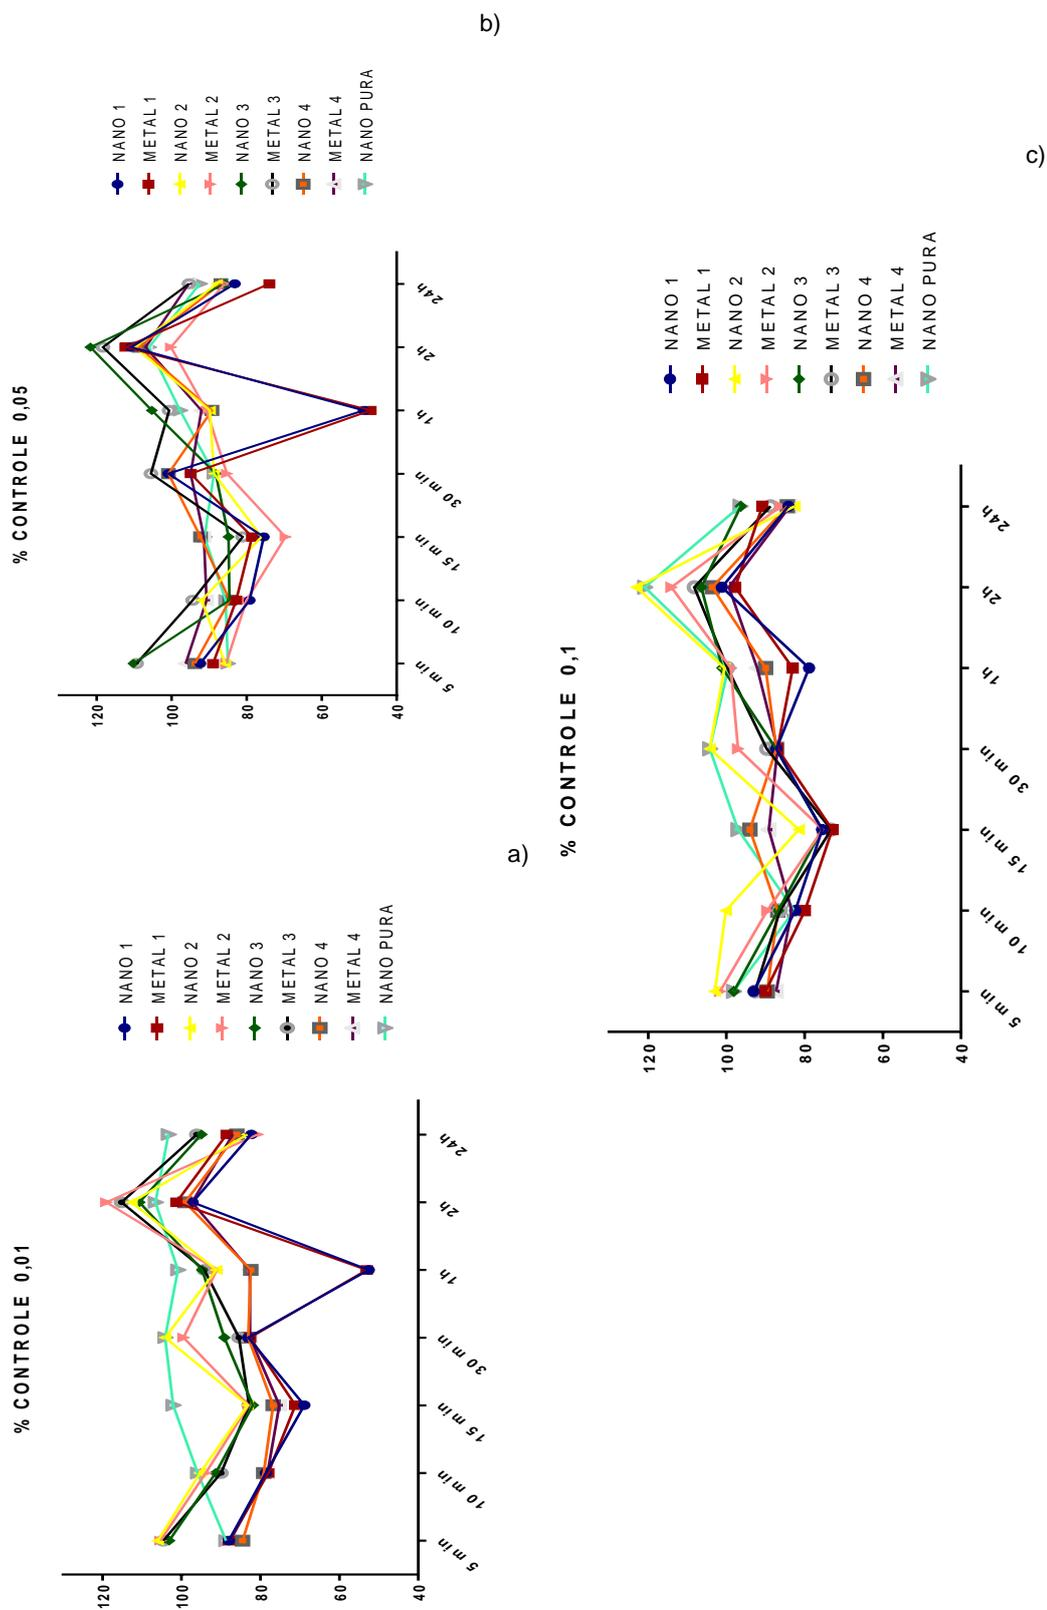 a)
% CONTROLE 0,01
120
100
80
60
40
5 min
10 min
15 min
30 min
1h
2h
24h
NANO 1
METAL 1
NANO 2
METAL 2
NANO 3
METAL 3
NANO 4
METAL 4
NANO PURA
b)
% CONTROLE 0,05
120
100
80
60
40
5 min
10 min
15 min
30 min
1h
2h
24h
NANO 1
METAL 1
NANO 2
METAL 2
NANO 3
METAL 3
NANO 4
METAL 4
NANO PURA
c)
% CONTROLE 0,1
120
100
80
60
40
5 min
10 min
15 min
30 min
1h
2h
24h
NANO 1
METAL 1
NANO 2
METAL 2
NANO 3
METAL 3
NANO 4
METAL 4
NANO PURA